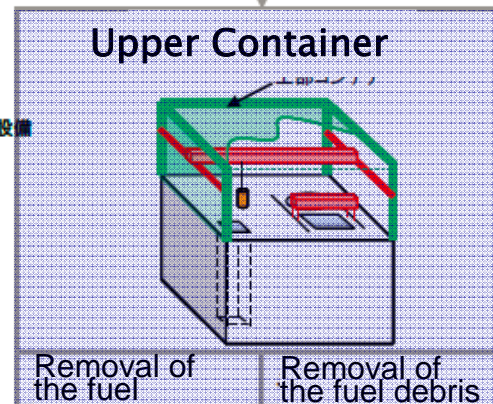 Upper Container
設備
Removal of
the fuel
Removal of
the fuel debris